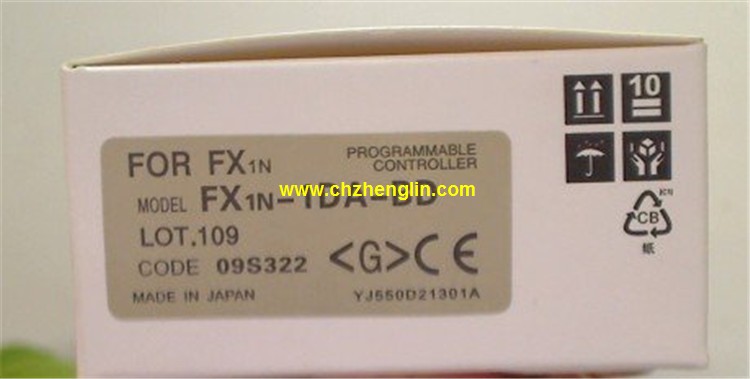 FOR FX1N PROGRAMMABLE CONTROLLER
MODEL FX1N-1DA-BD
www.chzhenglin.com
LOT.109
CODE 09S322 <G> CE
MADE IN JAPAN YJ550D21301A
10
CB
紙